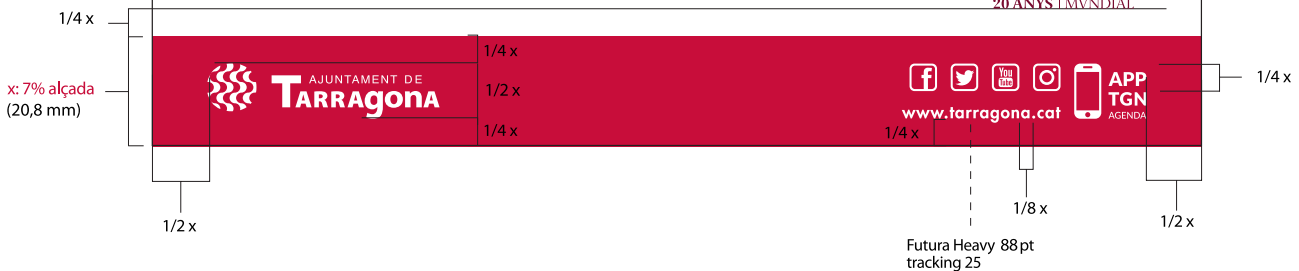 20 ANYS | MVNDIAL
1/4 x
x: 7% alçada
(20,8 mm)
AJUNTAMENT DE
TARRAgONA
1/4 x
1/2 x
1/4 x
You
Tube
www.tarragona.cat
APP
TGN
AGENDA
1/4 x
1/4 x
1/2 x
1/8 x
1/2 x
Futura Heavy 88 pt
tracking 25